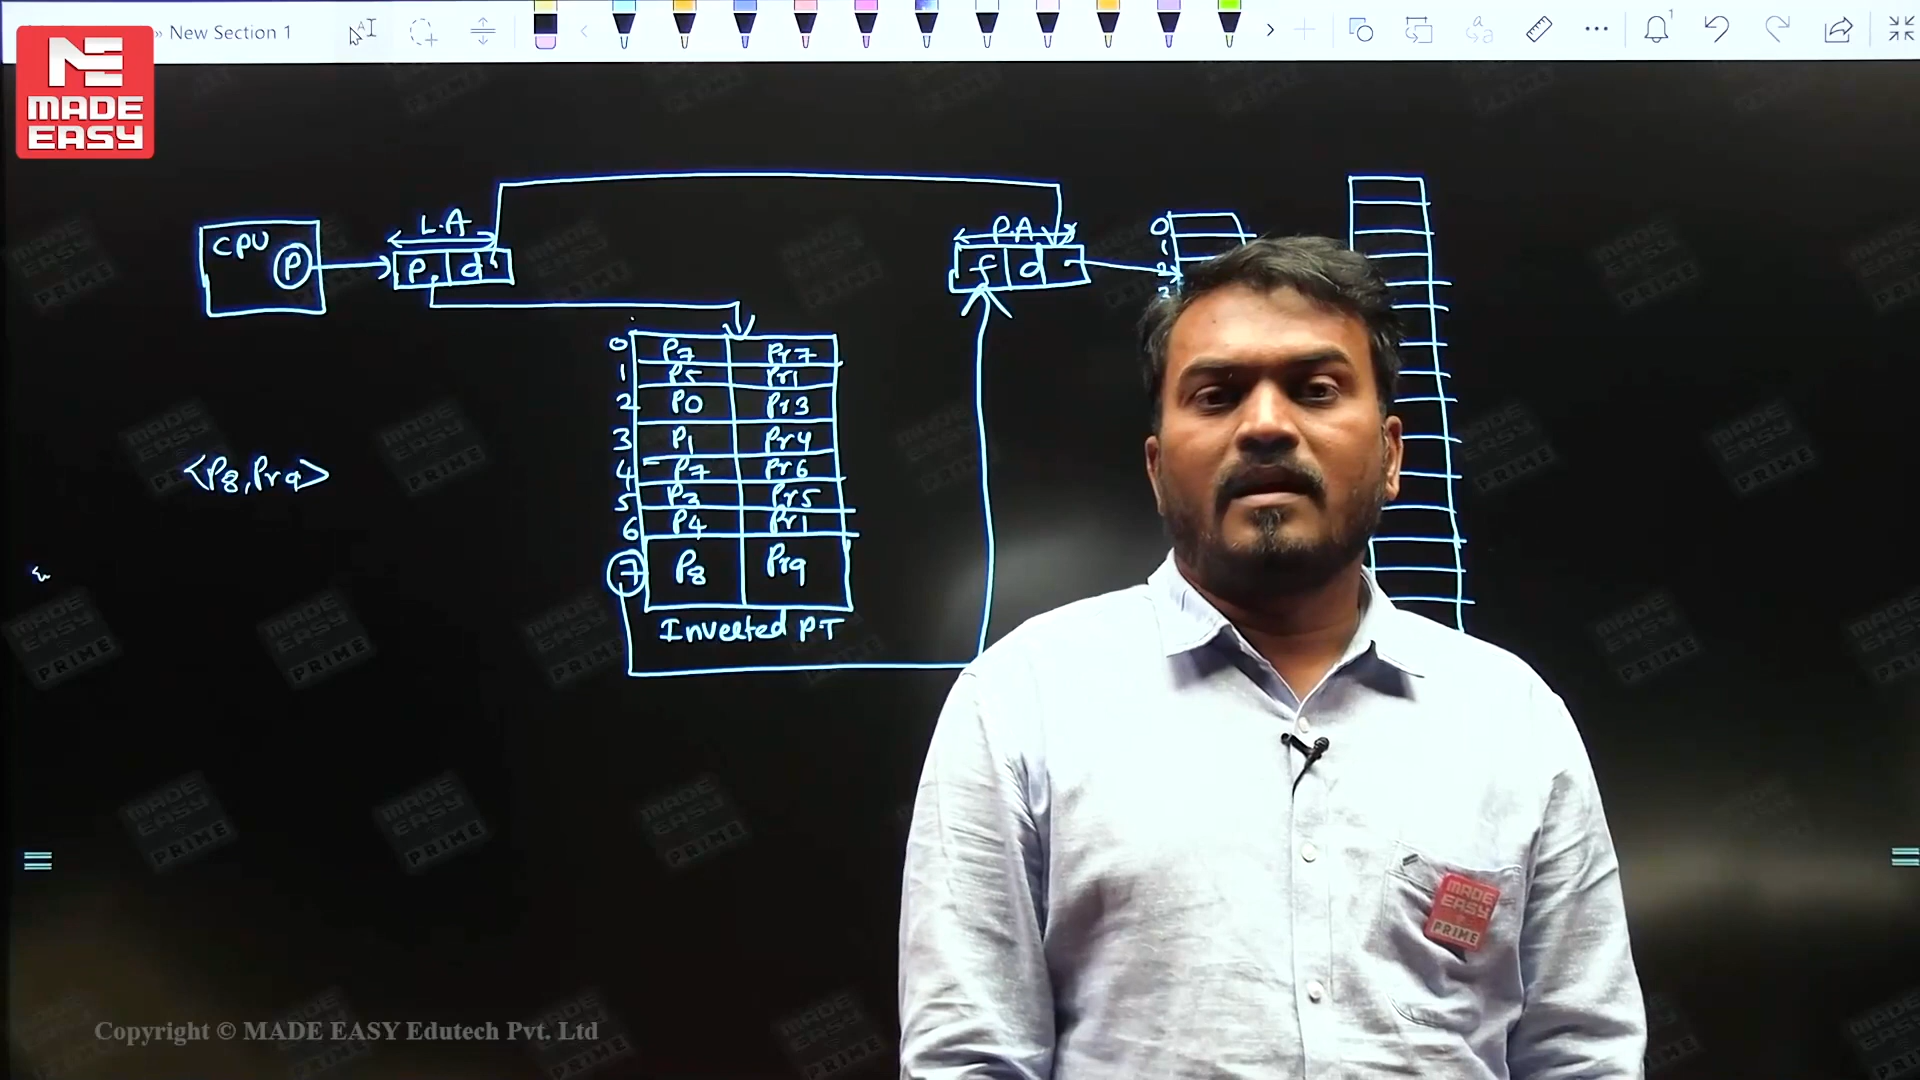 » New Section 1
1
ME
MADE
EASY
CPU
P
L.A
P d
P.A
f d
0
1
2
3
0 P7 Pr7
1 P5 Pr1
2 P0 Pr3
3 P1 Pr4
4 P7 Pr6
5 P3 Pr5
6 P4 Pr1
7 P8 Pr9
<P8, Pr9>
Inverted PT
MADE
EASY
PRIME
Copyright © MADE EASY Edutech Pvt. Ltd